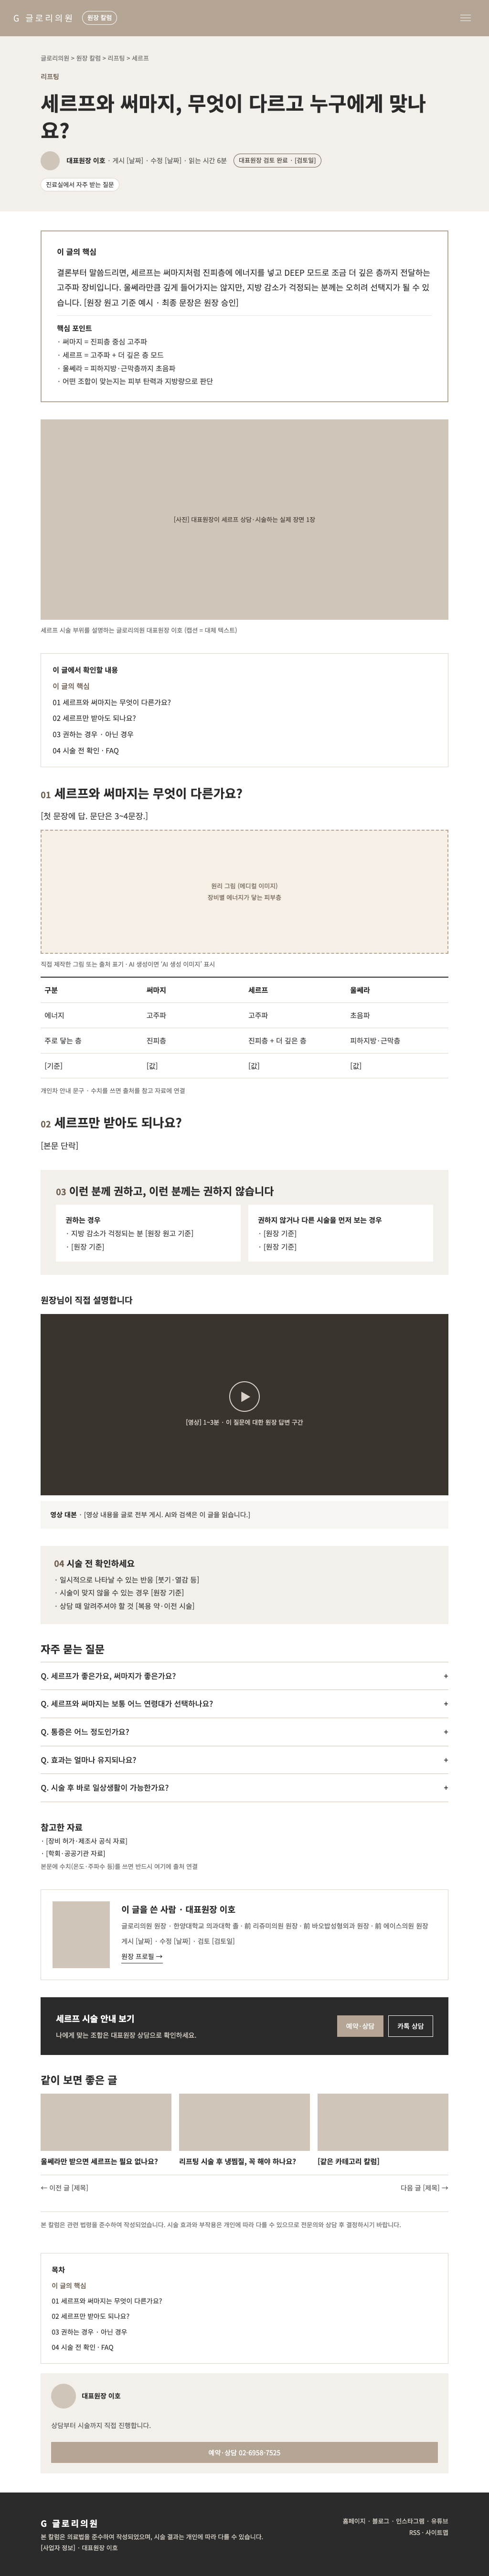 G 글로리의원 원장 칼럼
글로리의원 > 원장 칼럼 > 리프팅 > 세르프
리프팅
세르프와 써마지, 무엇이 다르고 누구에게 맞나
요?
대표원장 이호 · 게시 [날짜] · 수정 [날짜] · 읽는 시간 6분 대표원장 검토 완료 · [검토일]
진료실에서 자주 받는 질문
이 글의 핵심
결론부터 말씀드리면, 세르프는 써마지처럼 진피층에 에너지를 넣고 DEEP 모드로 조금 더 깊은 층까지 전달하는
고주파 장비입니다. 울쎄라만큼 깊게 들어가지는 않지만, 지방 감소가 걱정되는 분께는 오히려 선택지가 될 수 있
습니다. [원장 원고 기준 예시 · 최종 문장은 원장 승인]
핵심 포인트
· 써마지 = 진피층 중심 고주파
· 세르프 = 고주파 + 더 깊은 층 모드
· 울쎄라 = 피하지방·근막층까지 초음파
· 어떤 조합이 맞는지는 피부 탄력과 지방량으로 판단
[사진] 대표원장이 세르프 상담·시술하는 실제 장면 1장
세르프 시술 부위를 설명하는 글로리의원 대표원장 이호 (캡션 = 대체 텍스트)
이 글에서 확인할 내용
이 글의 핵심
01 세르프와 써마지는 무엇이 다른가요?
02 세르프만 받아도 되나요?
03 권하는 경우 · 아닌 경우
04 시술 전 확인 · FAQ
01 세르프와 써마지는 무엇이 다른가요?
[첫 문장에 답. 문단은 3~4문장.]
원리 그림 (메디컬 이미지)
장비별 에너지가 닿는 피부층
직접 제작한 그림 또는 출처 표기 · AI 생성이면 'AI 생성 이미지' 표시
구분 써마지 세르프 울쎄라
에너지 고주파 고주파 초음파
주로 닿는 층 진피층 진피층 + 더 깊은 층 피하지방·근막층
[기준] [값] [값] [값]
개인차 안내 문구 · 수치를 쓰면 출처를 참고 자료에 연결
02 세르프만 받아도 되나요?
[본문 단락]
03 이런 분께 권하고, 이런 분께는 권하지 않습니다
권하는 경우
· 지방 감소가 걱정되는 분 [원장 원고 기준]
· [원장 기준]
권하지 않거나 다른 시술을 먼저 보는 경우
· [원장 기준]
· [원장 기준]
원장님이 직접 설명합니다
[영상] 1~3분 · 이 질문에 대한 원장 답변 구간
영상 대본 · [영상 내용을 글로 전부 게시. AI와 검색은 이 글을 읽습니다.]
04 시술 전 확인하세요
· 일시적으로 나타날 수 있는 반응 [붓기·열감 등]
· 시술이 맞지 않을 수 있는 경우 [원장 기준]
· 상담 때 알려주셔야 할 것 [복용 약·이전 시술]
자주 묻는 질문
Q. 세르프가 좋은가요, 써마지가 좋은가요? +
Q. 세르프와 써마지는 보통 어느 연령대가 선택하나요? +
Q. 통증은 어느 정도인가요? +
Q. 효과는 얼마나 유지되나요? +
Q. 시술 후 바로 일상생활이 가능한가요? +
참고한 자료
· [장비 허가·제조사 공식 자료]
· [학회·공공기관 자료]
본문에 수치(온도·주파수 등)를 쓰면 반드시 여기에 출처 연결
이 글을 쓴 사람 · 대표원장 이호
글로리의원 원장 · 한양대학교 의과대학 졸 · 前 리쥬미의원 원장 · 前 바오밥성형외과 원장 · 前 에이스의원 원장
게시 [날짜] · 수정 [날짜] · 검토 [검토일]
원장 프로필 →
세르프 시술 안내 보기
나에게 맞는 조합은 대표원장 상담으로 확인하세요.
예약·상담 카톡 상담
같이 보면 좋은 글
울쎄라만 받으면 세르프는 필요 없나요?
리프팅 시술 후 냉찜질, 꼭 해야 하나요?
[같은 카테고리 칼럼]
← 이전 글 [제목] 다음 글 [제목] →
본 칼럼은 관련 법령을 준수하여 작성되었습니다. 시술 효과와 부작용은 개인에 따라 다를 수 있으므로 전문의와 상담 후 결정하시기 바랍니다.
목차
이 글의 핵심
01 세르프와 써마지는 무엇이 다른가요?
02 세르프만 받아도 되나요?
03 권하는 경우 · 아닌 경우
04 시술 전 확인 · FAQ
대표원장 이호
상담부터 시술까지 직접 진행합니다.
예약·상담 02-6958-7525
G 글로리의원
본 칼럼은 의료법을 준수하여 작성되었으며, 시술 결과는 개인에 따라 다를 수 있습니다.
[사업자 정보] · 대표원장 이호
홈페이지 · 블로그 · 인스타그램 · 유튜브
RSS · 사이트맵